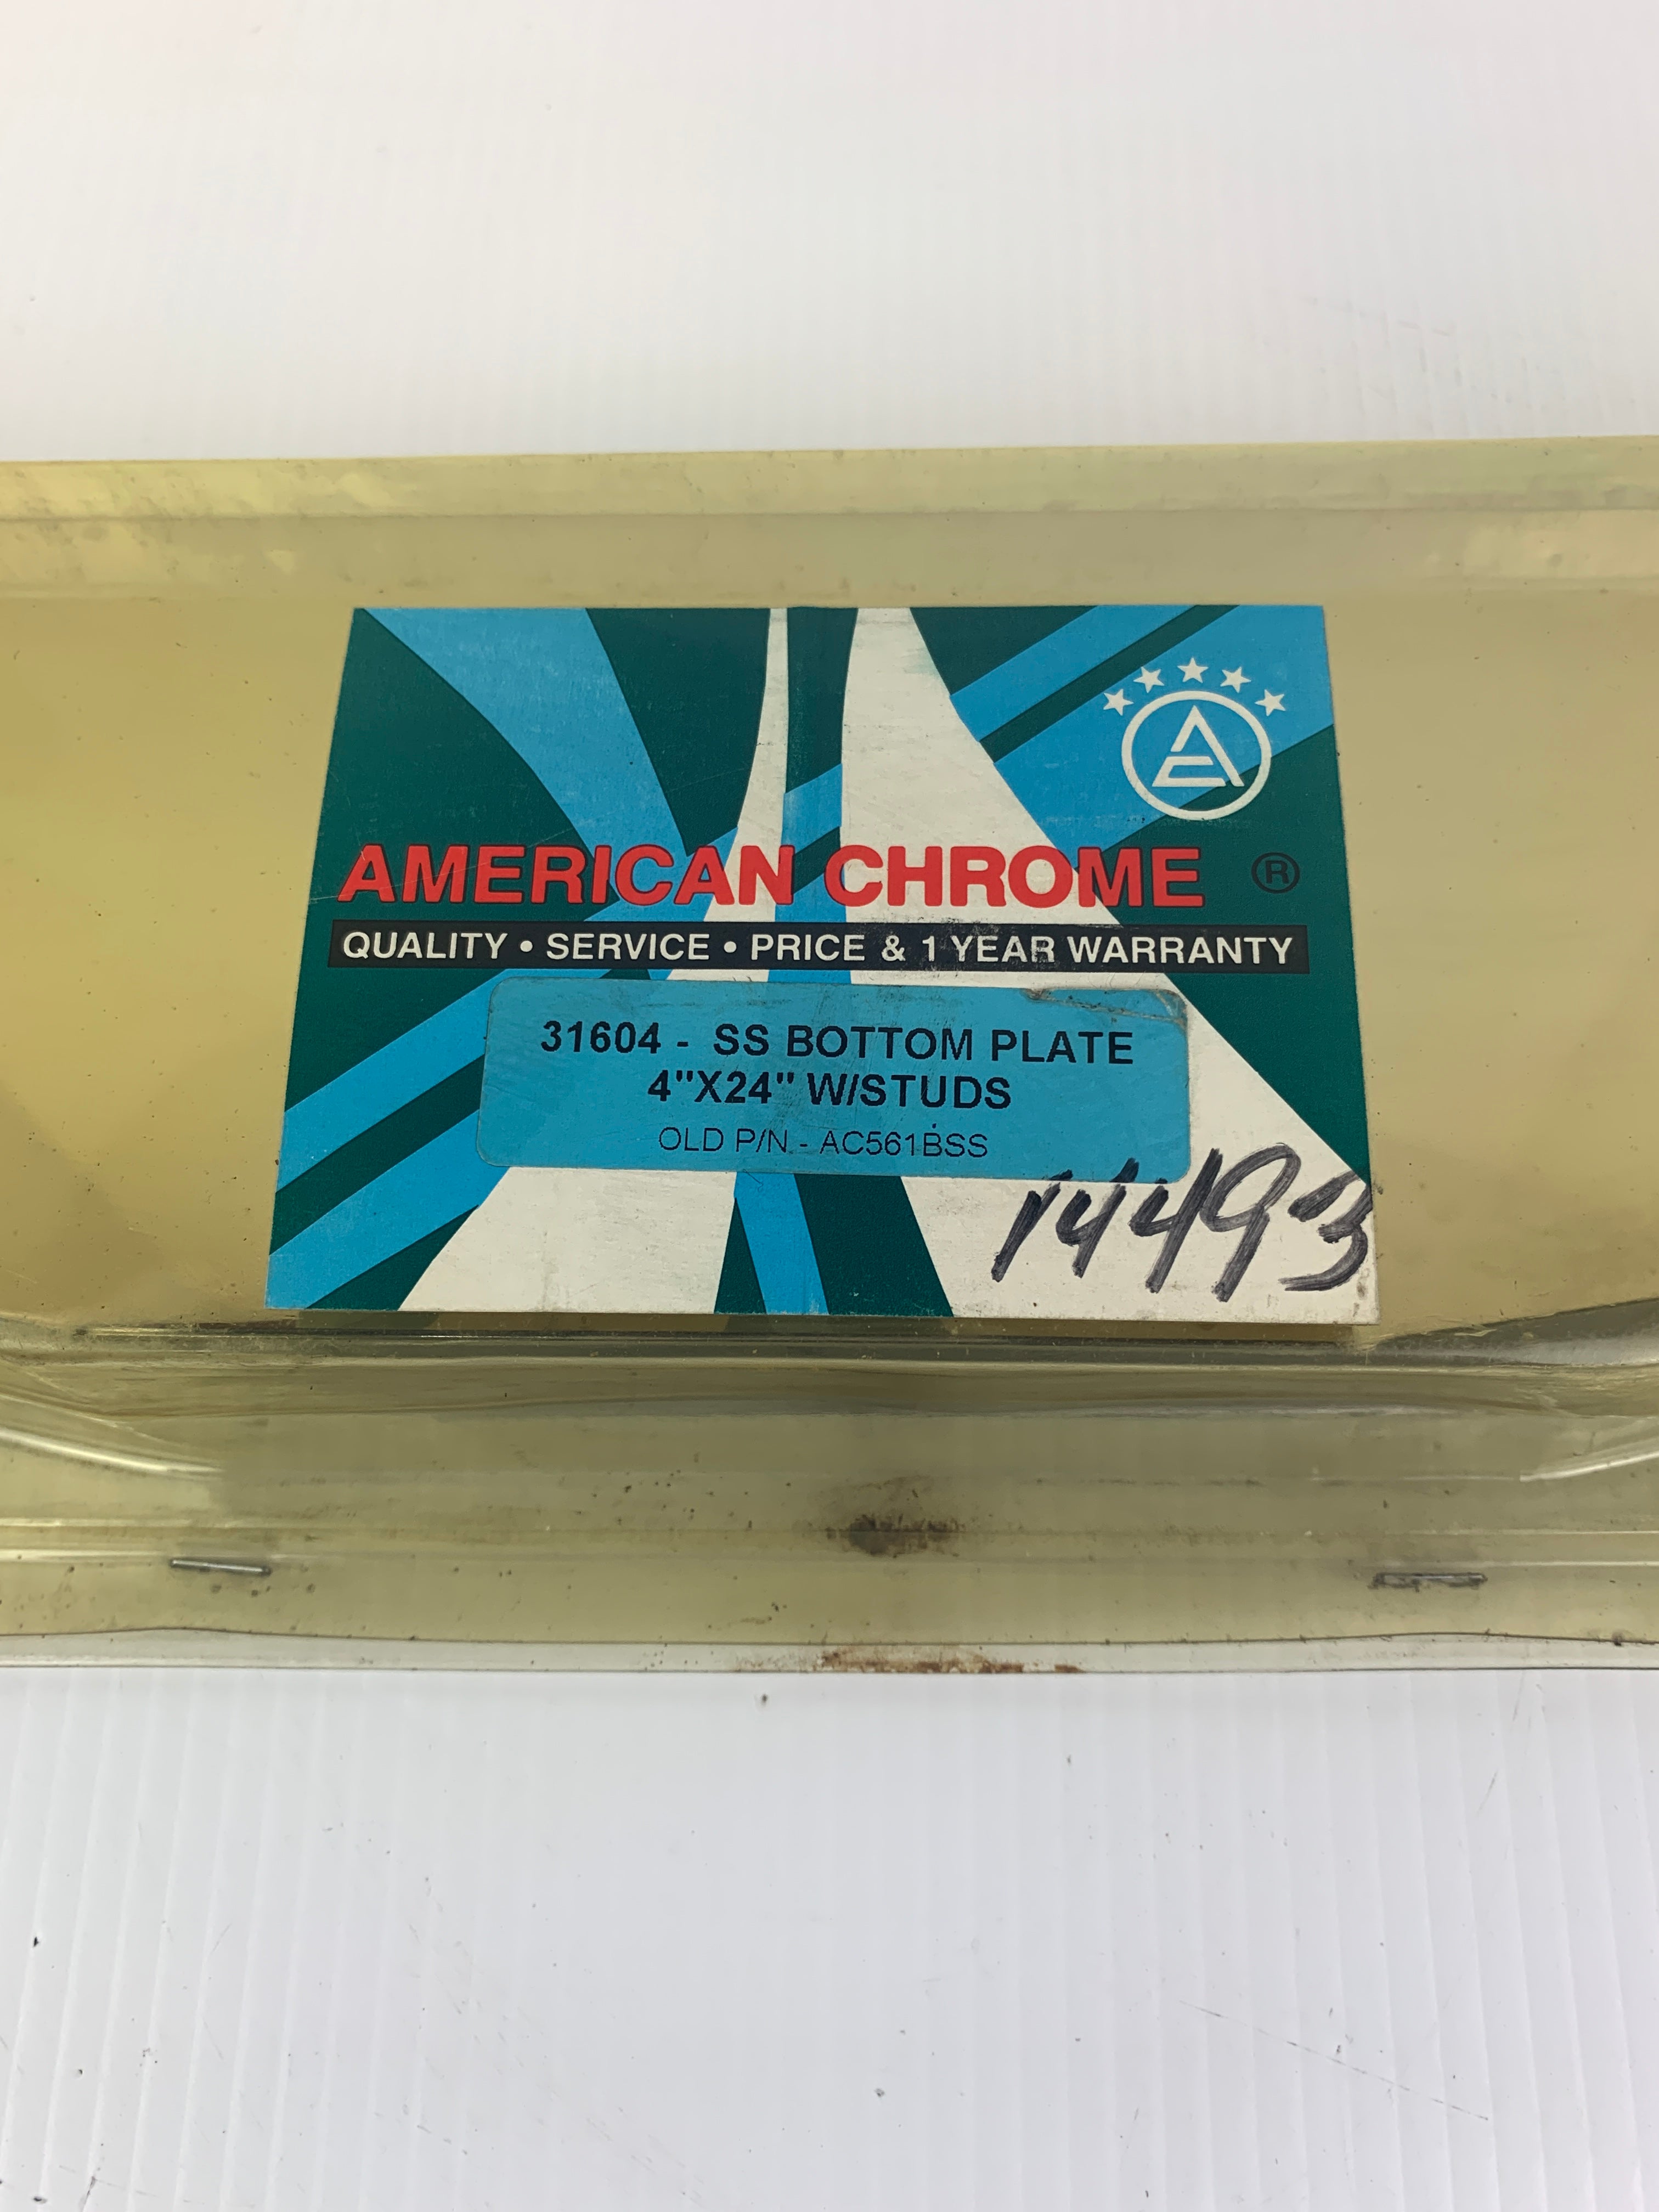 AMERICAN CHROME ®
QUALITY • SERVICE • PRICE & 1 YEAR WARRANTY
31604 - SS BOTTOM PLATE
4"X24" W/STUDS
OLD P/N - AC561BSS
14493